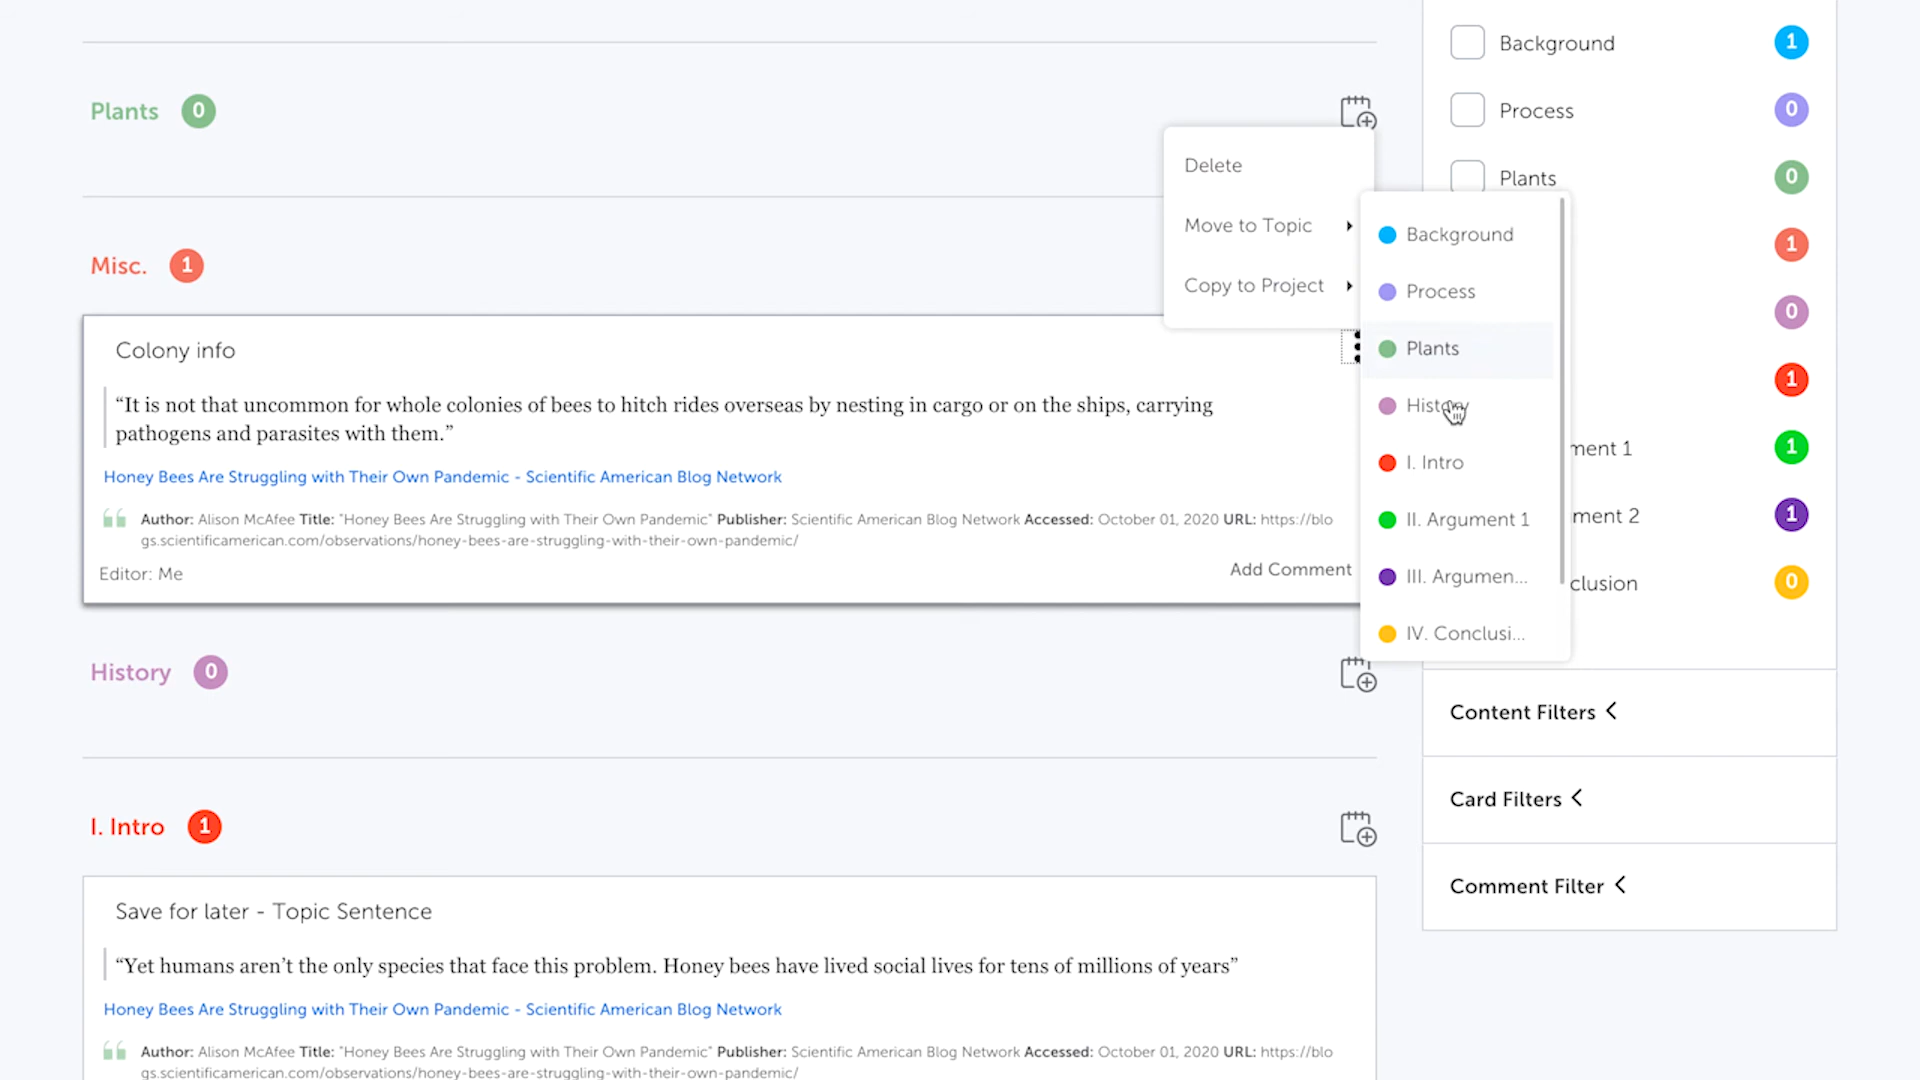 Plants 0
Misc. 1
Colony info
“It is not that uncommon for whole colonies of bees to hitch rides overseas by nesting in cargo or on the ships, carrying
pathogens and parasites with them.”
Honey Bees Are Struggling with Their Own Pandemic - Scientific American Blog Network
Author: Alison McAfee Title: "Honey Bees Are Struggling with Their Own Pandemic" Publisher: Scientific American Blog Network Accessed: October 01, 2020 URL: https://blo
gs.scientificamerican.com/observations/honey-bees-are-struggling-with-their-own-pandemic/
Editor: Me
Add Comment
History 0
I. Intro 1
Save for later - Topic Sentence
“Yet humans aren’t the only species that face this problem. Honey bees have lived social lives for tens of millions of years”
Honey Bees Are Struggling with Their Own Pandemic - Scientific American Blog Network
Author: Alison McAfee Title: "Honey Bees Are Struggling with Their Own Pandemic" Publisher: Scientific American Blog Network Accessed: October 01, 2020 URL: https://blo
gs.scientificamerican.com/observations/honey-bees-are-struggling-with-their-own-pandemic/
Delete
Move to Topic
Copy to Project
Background
Process
Plants
History
I. Intro
II. Argument 1
III. Argumen...
IV. Conclusi...
Background 1
Process 0
Plants 0
1
0
1
ment 1 1
ment 2 1
clusion 0
Content Filters
Card Filters
Comment Filter